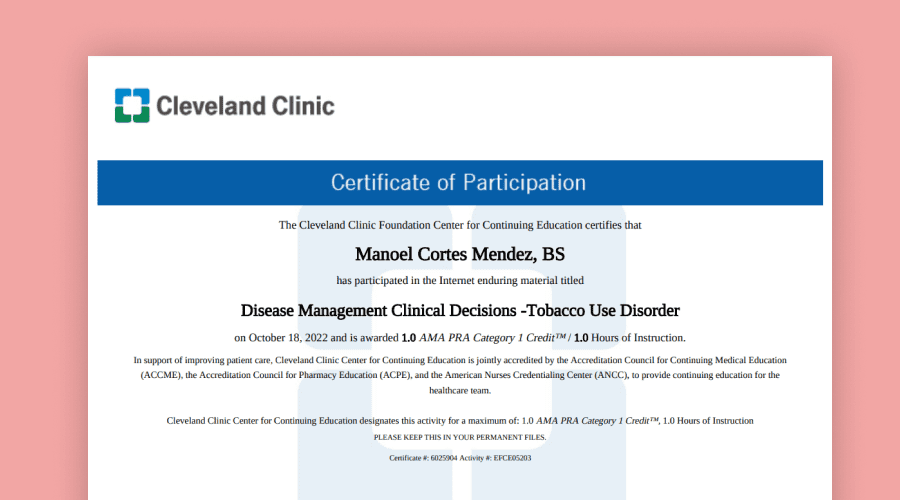 Cleveland Clinic
Certificate of Participation
The Cleveland Clinic Foundation Center for Continuing Education certifies that
Manoel Cortes Mendez, BS
has participated in the Internet enduring material titled
Disease Management Clinical Decisions -Tobacco Use Disorder
on October 18, 2022 and is awarded 1.0 AMA PRA Category 1 Credit™ / 1.0 Hours of Instruction.
In support of improving patient care, Cleveland Clinic Center for Continuing Education is jointly accredited by the Accreditation Council for Continuing Medical Education
(ACCME), the Accreditation Council for Pharmacy Education (ACPE), and the American Nurses Credentialing Center (ANCC), to provide continuing education for the
healthcare team.
Cleveland Clinic Center for Continuing Education designates this activity for a maximum of: 1.0 AMA PRA Category 1 Credit™, 1.0 Hours of Instruction
PLEASE KEEP THIS IN YOUR PERMANENT FILES.
Certificate #: 6025904 Activity #: EFCE05203